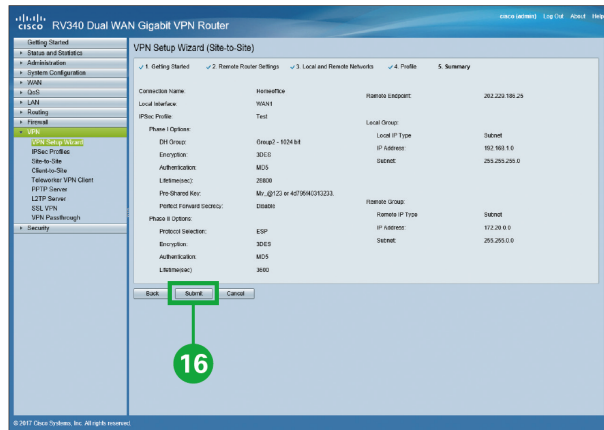 cisco RV340 Dual WAN Gigabit VPN Router
cisco (admin) Log Out About Help
Getting Started
Status and Statistics
Administration
System Configuration
WAN
QoS
LAN
Routing
Firewall
VPN
VPN Setup Wizard
IPSec Profiles
Site-to-Site
Client-to-Site
Teleworker VPN Client
PPTP Server
L2TP Server
SSL VPN
VPN Passthrough
Security
VPN Setup Wizard (Site-to-Site)
1. Getting Started 2. Remote Router Settings 3. Local and Remote Networks 4. Profile 5. Summary
Connection Name: Homeoffice
Local Interface: WAN1
IPSec Profile: Test
Phase I Options:
DH Group: Group2 - 1024 bit
Encryption: 3DES
Authentication: MD5
Lifetime(sec): 28800
Pre-Shared Key: My_@123 or 4d795f40313233.
Perfect Forward Secrecy: Disable
Phase II Options:
Protocol Selection: ESP
Encryption: 3DES
Authentication: MD5
Lifetime(sec) 3600
Remote Endpoint: 202.220.186.25
Local Group:
Local IP Type Subnet
IP Address: 192.168.1.0
Subnet: 255.255.255.0
Remote Group:
Remote IP Type Subnet
IP Address: 172.20.0.0
Subnet: 255.255.0.0
Back Submit Cancel
16
© 2017 Cisco Systems, Inc. All rights reserved.